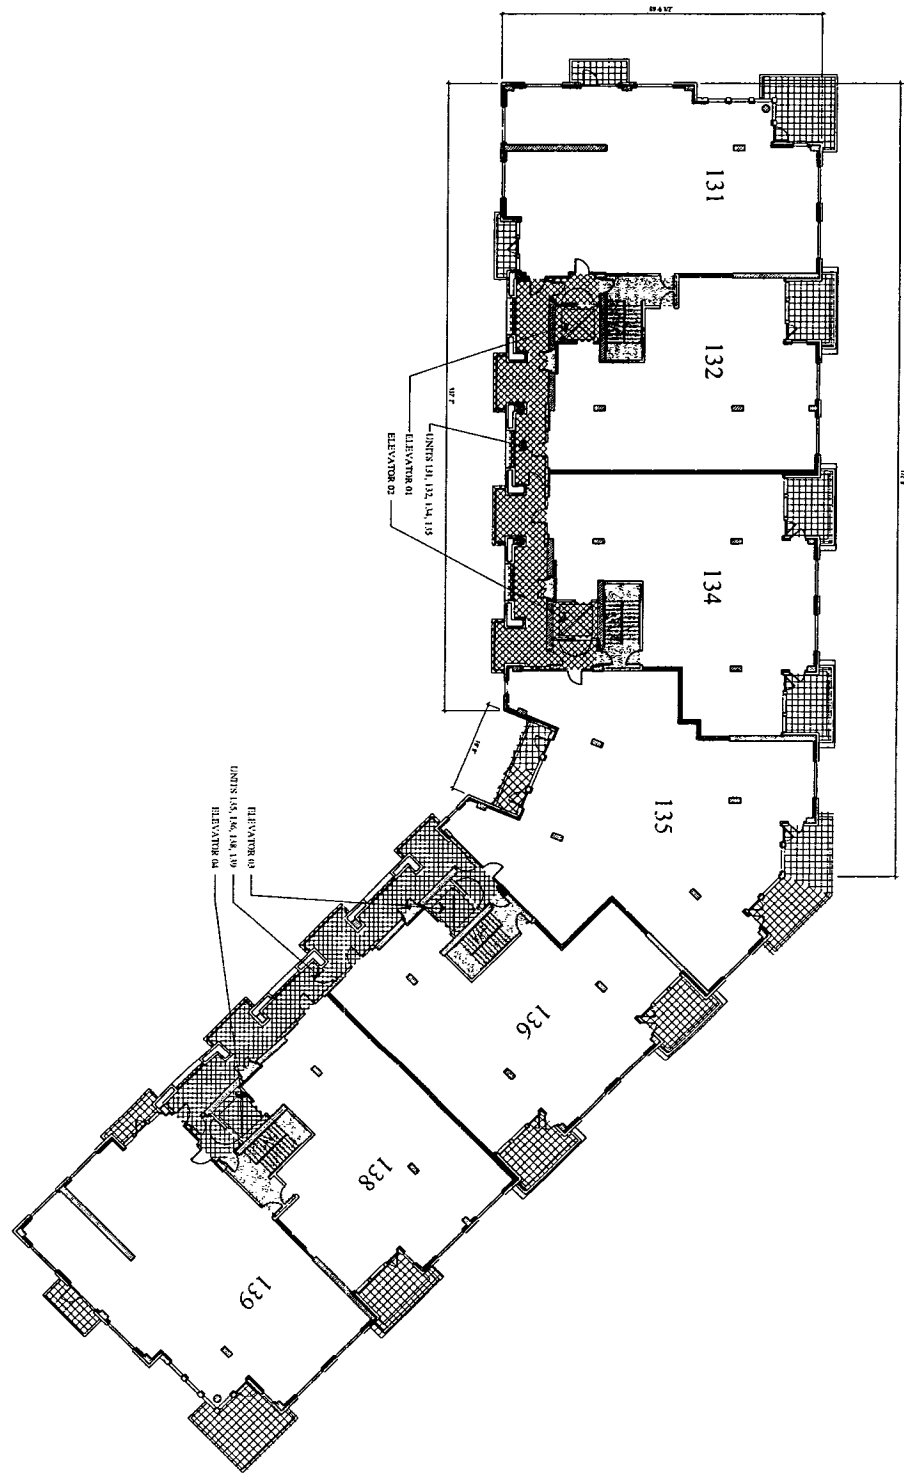 131
132
UNITS 131, 132, 134, 135
ELEVATOR 01
ELEVATOR 02
134
135
ELEVATOR 03
UNITS 135, 136, 138, 139
ELEVATOR 04
136
138
139